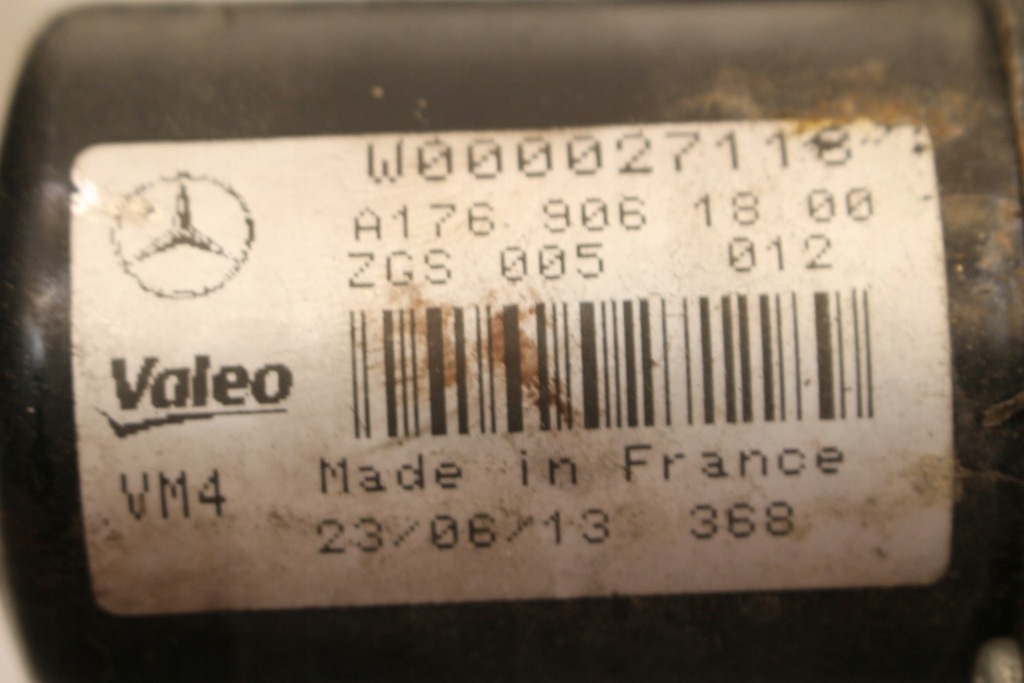 W000027118
A176 906 18 00
ZGS 005 012
Valeo
VM4
Made in France
23/06/13 368